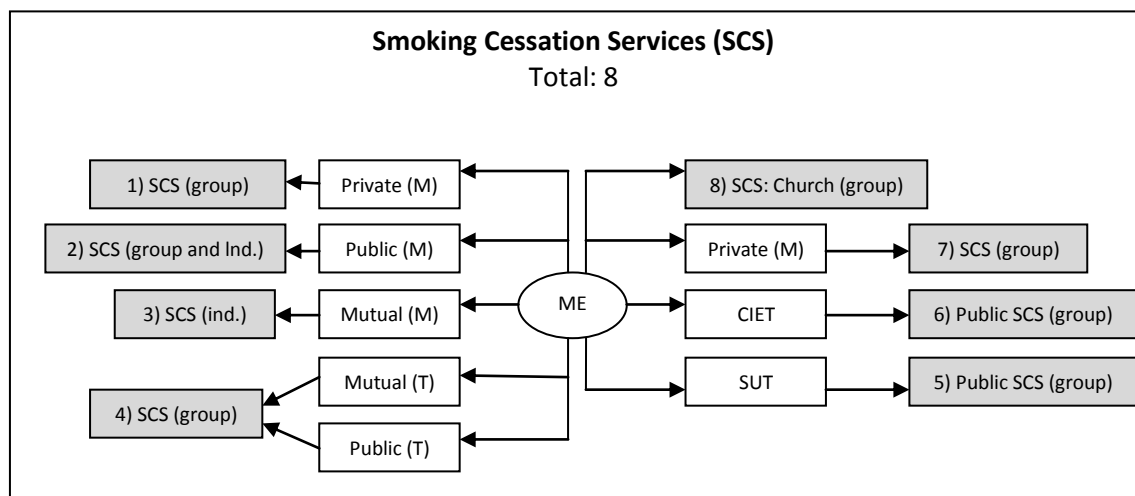 Smoking Cessation Services (SCS)
Total: 8
1) SCS (group)
Private (M)
8) SCS: Church (group)
2) SCS (group and Ind.)
Public (M)
Private (M)
7) SCS (group)
3) SCS (ind.)
Mutual (M)
ME
CIET
6) Public SCS (group)
Mutual (T)
SUT
5) Public SCS (group)
4) SCS (group)
Public (T)